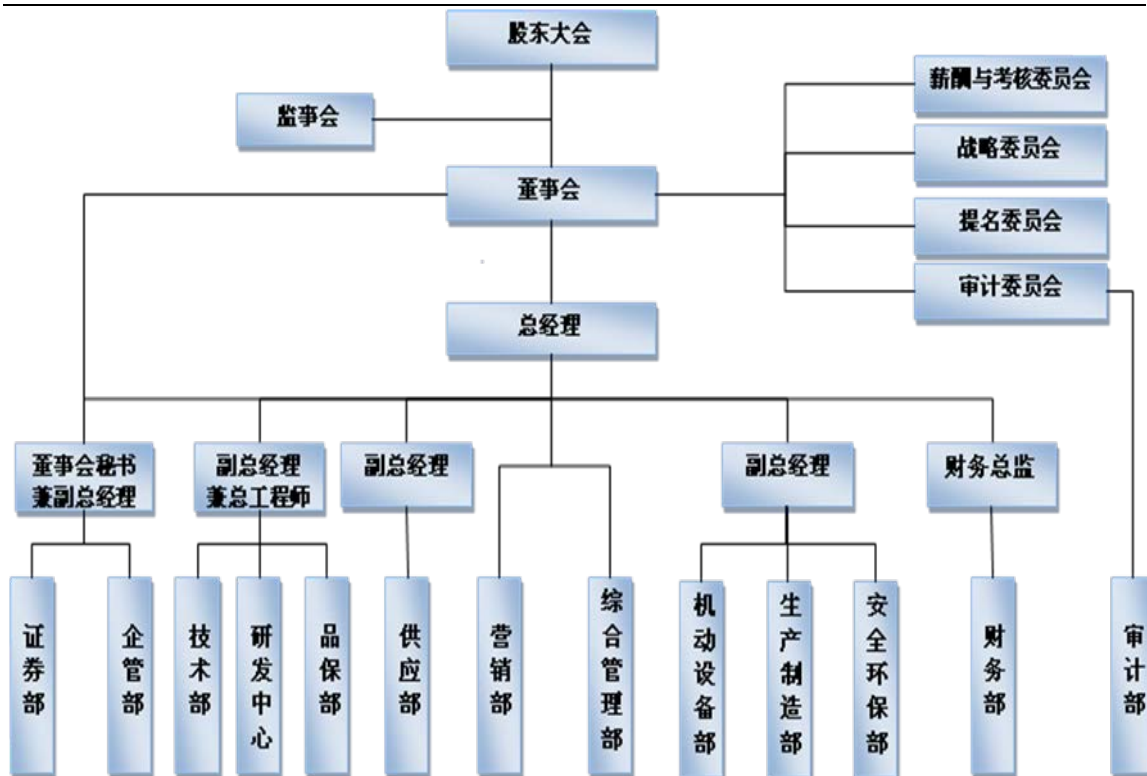 股东大会
监事会
董事会
薪酬与考核委员会
战略委员会
提名委员会
审计委员会
总经理
董事会秘书
兼副总经理
副总经理
兼总工程师
副总经理
副总经理
财务总监
证券部
企管部
技术部
研发中心
品保部
供应部
营销部
综合管理部
机动设备部
生产制造部
安全环保部
财务部
审计部